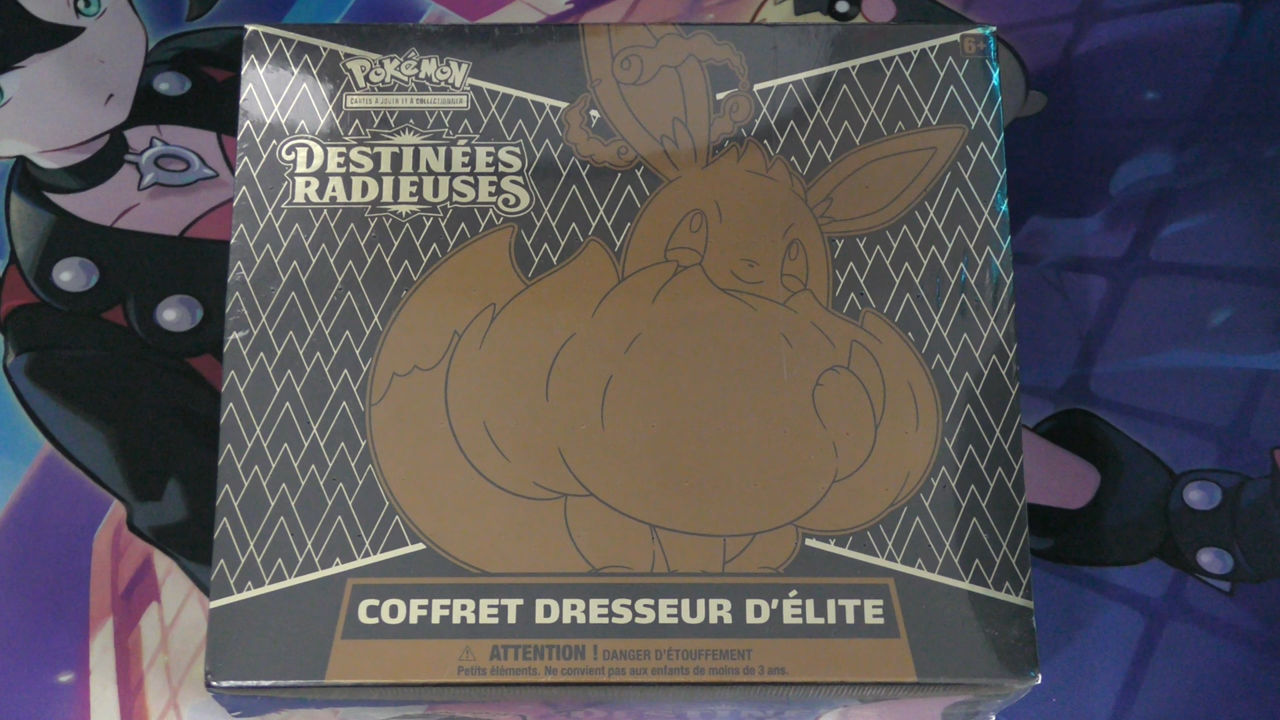 6+
Pokémon
CARTES À JOUER ET À COLLECTIONNER
DESTINÉES
RADIEUSES
COFFRET DRESSEUR D'ÉLITE
⚠ ATTENTION ! DANGER D'ÉTOUFFEMENT
Petits éléments. Ne convient pas aux enfants de moins de 3 ans.